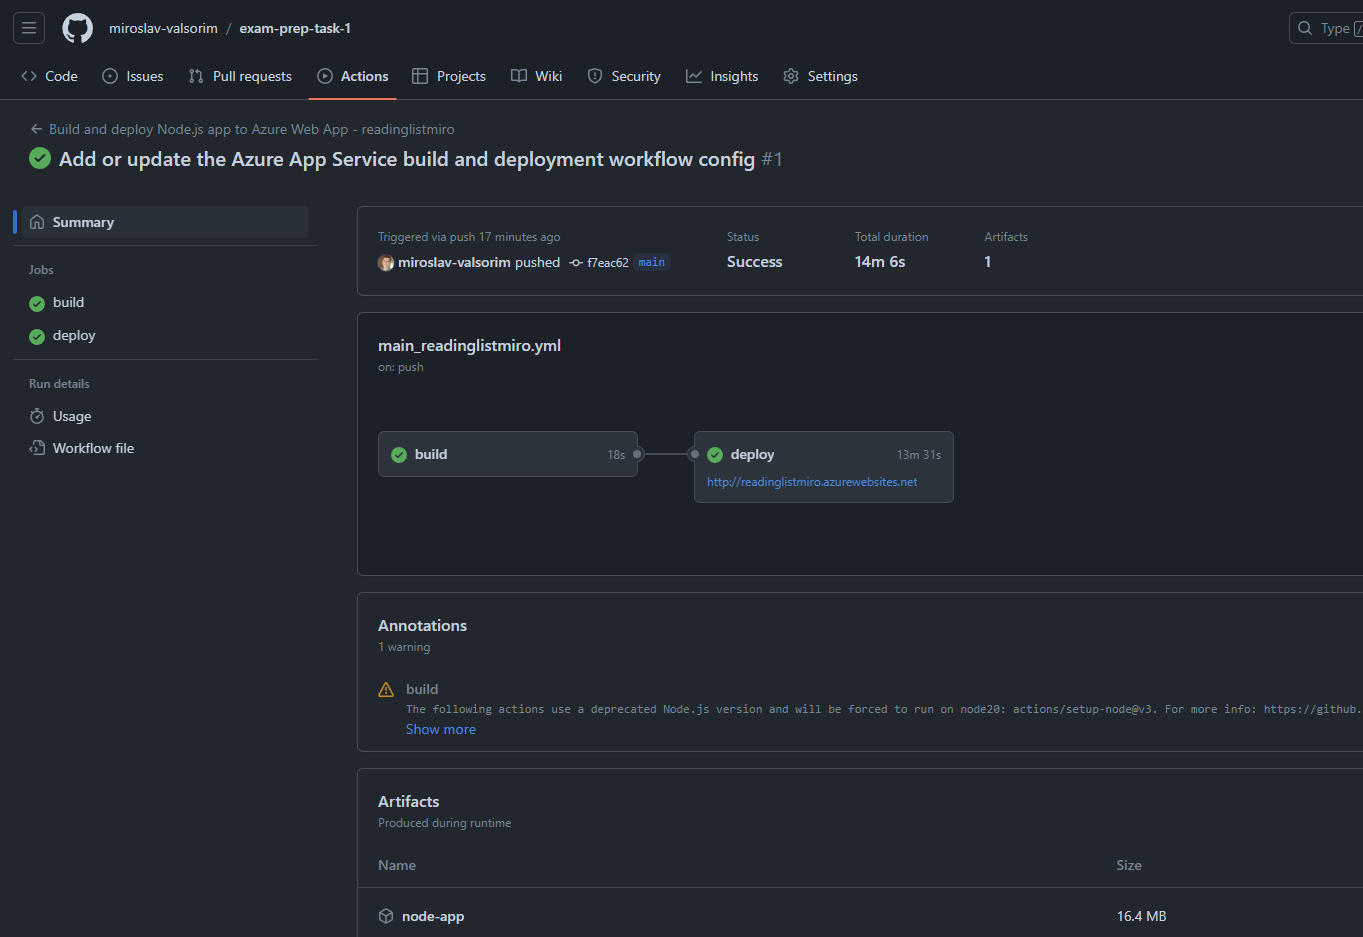 miroslav-valsorim / exam-prep-task-1
Type /
Code Issues Pull requests Actions Projects Wiki Security Insights Settings
Build and deploy Node.js app to Azure Web App - readinglistmiro
Add or update the Azure App Service build and deployment workflow config #1
Summary
Jobs
build
deploy
Run details
Usage
Workflow file
Triggered via push 17 minutes ago
miroslav-valsorim pushed f7eac62 main
Status
Success
Total duration
14m 6s
Artifacts
1
main_readinglistmiro.yml
on: push
build 18s
deploy 13m 31s
http://readinglistmiro.azurewebsites.net
Annotations
1 warning
build
The following actions use a deprecated Node.js version and will be forced to run on node20: actions/setup-node@v3. For more info: https://github.
Show more
Artifacts
Produced during runtime
Name Size
node-app 16.4 MB